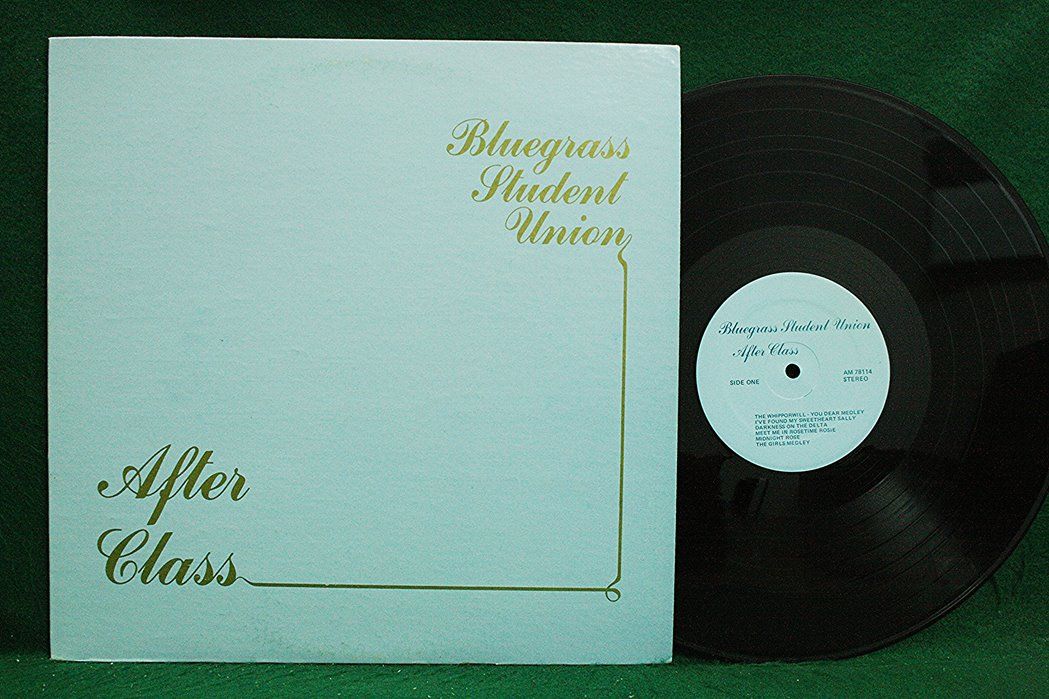 Bluegrass
Student
Union
After
Class
Bluegrass Student Union
After Class
SIDE ONE
AM 78114
STEREO
THE WHIPPORWILL - YOU DEAR MEDLEY
I'VE FOUND MY SWEETHEART SALLY
DARKNESS ON THE DELTA
MEET ME IN ROSETIME ROSIE
MIDNIGHT ROSE
THE GIRLS MEDLEY